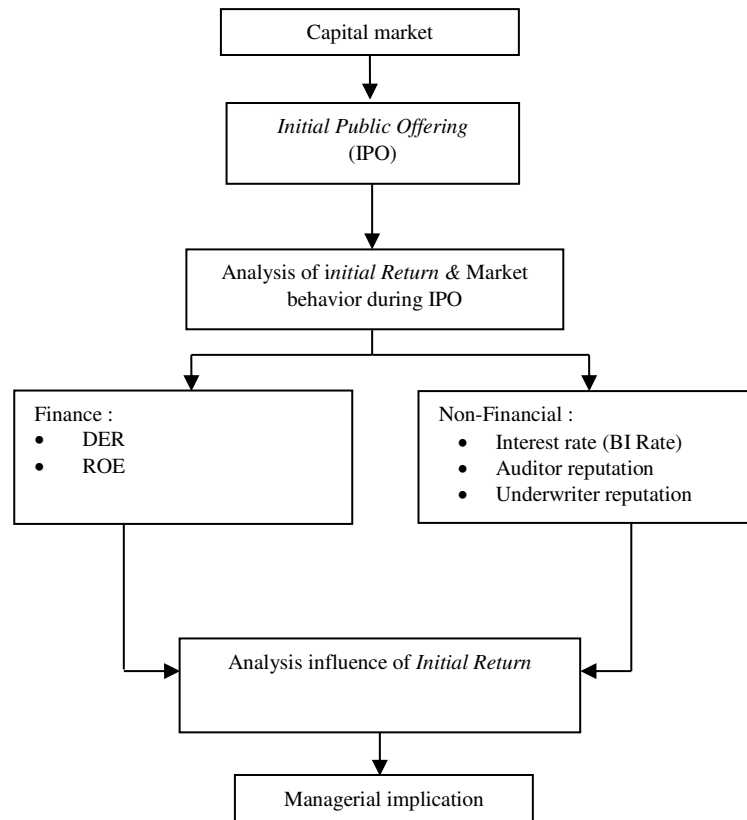 Capital market
Initial Public Offering
(IPO)
Analysis of initial Return & Market
behavior during IPO
Finance :
• DER
• ROE
Non-Financial :
• Interest rate (BI Rate)
• Auditor reputation
• Underwriter reputation
Analysis influence of Initial Return
Managerial implication